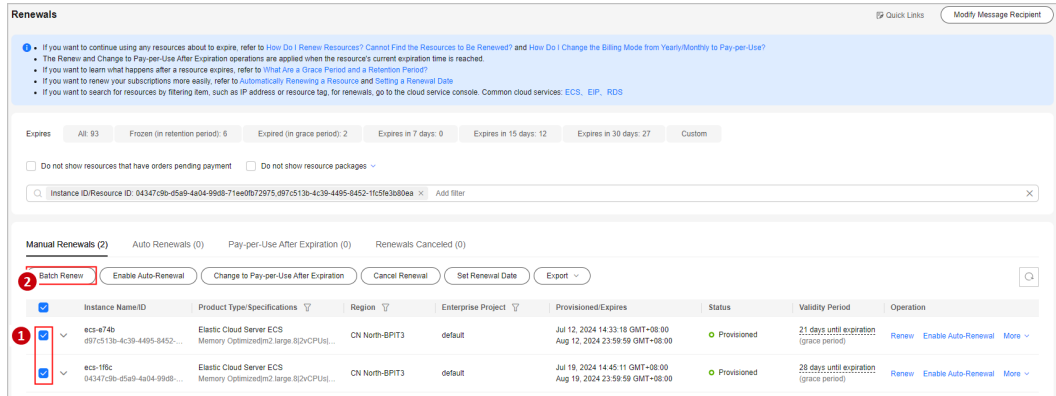 Renewals
Quick Links
Modify Message Recipient
If you want to continue using any resources about to expire, refer to How Do I Renew Resources? Cannot Find the Resources to Be Renewed? and How Do I Change the Billing Mode from Yearly/Monthly to Pay-per-Use?
The Renew and Change to Pay-per-Use After Expiration operations are applied when the resource's current expiration time is reached.
If you want to learn what happens after a resource expires, refer to What Are a Grace Period and a Retention Period?
If you want to renew your subscriptions more easily, refer to Automatically Renewing a Resource and Setting a Renewal Date
If you want to search for resources by filtering item, such as IP address or resource tag, for renewals, go to the cloud service console. Common cloud services: ECS、EIP、RDS
Expires All: 93 Frozen (in retention period): 6 Expired (in grace period): 2 Expires in 7 days: 0 Expires in 15 days: 12 Expires in 30 days: 27 Custom
Do not show resources that have orders pending payment Do not show resource packages
Instance ID/Resource ID: 04347c9b-d5a9-4a04-99d8-71ee0fb72975,d97c513b-4c39-4495-8452-1fc5fe3b80ea × Add filter ×
Manual Renewals (2) Auto Renewals (0) Pay-per-Use After Expiration (0) Renewals Canceled (0)
2 Batch Renew Enable Auto-Renewal Change to Pay-per-Use After Expiration Cancel Renewal Set Renewal Date Export
Instance Name/ID Product Type/Specifications Region Enterprise Project Provisioned/Expires Status Validity Period Operation
1
ecs-e74b Elastic Cloud Server ECS CN North-BPIT3 default Jul 12, 2024 14:33:18 GMT+08:00 Provisioned 21 days until expiration Renew Enable Auto-Renewal More
d97c513b-4c39-4495-8452-... Memory Optimized|m2.large.8|2vCPUs|... Aug 12, 2024 23:59:59 GMT+08:00 (grace period)
ecs-1f6c Elastic Cloud Server ECS CN North-BPIT3 default Jul 19, 2024 14:45:11 GMT+08:00 Provisioned 28 days until expiration Renew Enable Auto-Renewal More
04347c9b-d5a9-4a04-99d8-... Memory Optimized|m2.large.8|2vCPUs|... Aug 19, 2024 23:59:59 GMT+08:00 (grace period)